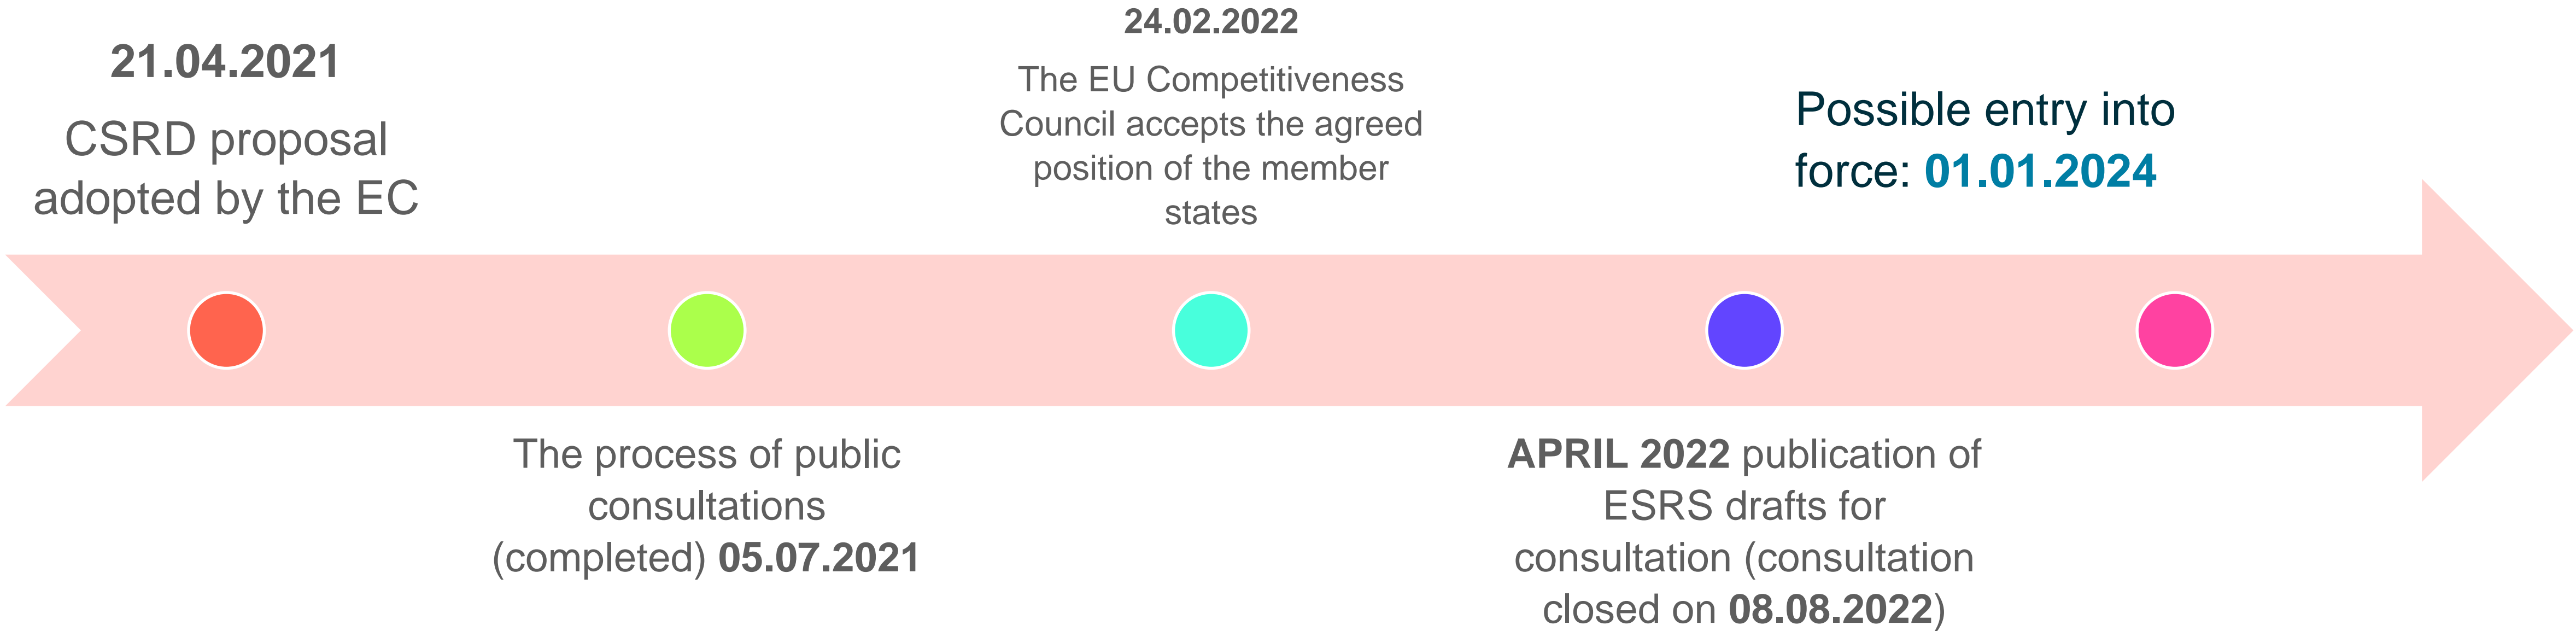 21.04.2021
CSRD proposal
adopted by the EC
The process of public
consultations
(completed) 05.07.2021
24.02.2022
The EU Competitiveness
Council accepts the agreed
position of the member
states
APRIL 2022 publication of
ESRS drafts for
consultation (consultation
closed on 08.08.2022)
Possible entry into
force: 01.01.2024